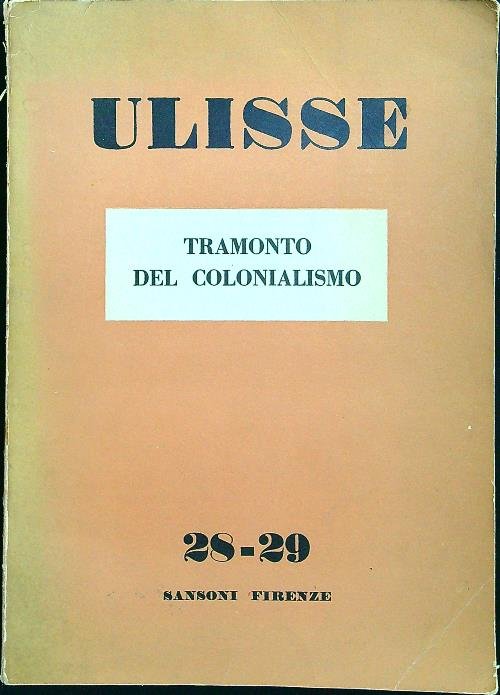 ULISSE
TRAMONTO
DEL COLONIALISMO
28-29
SANSONI FIRENZE